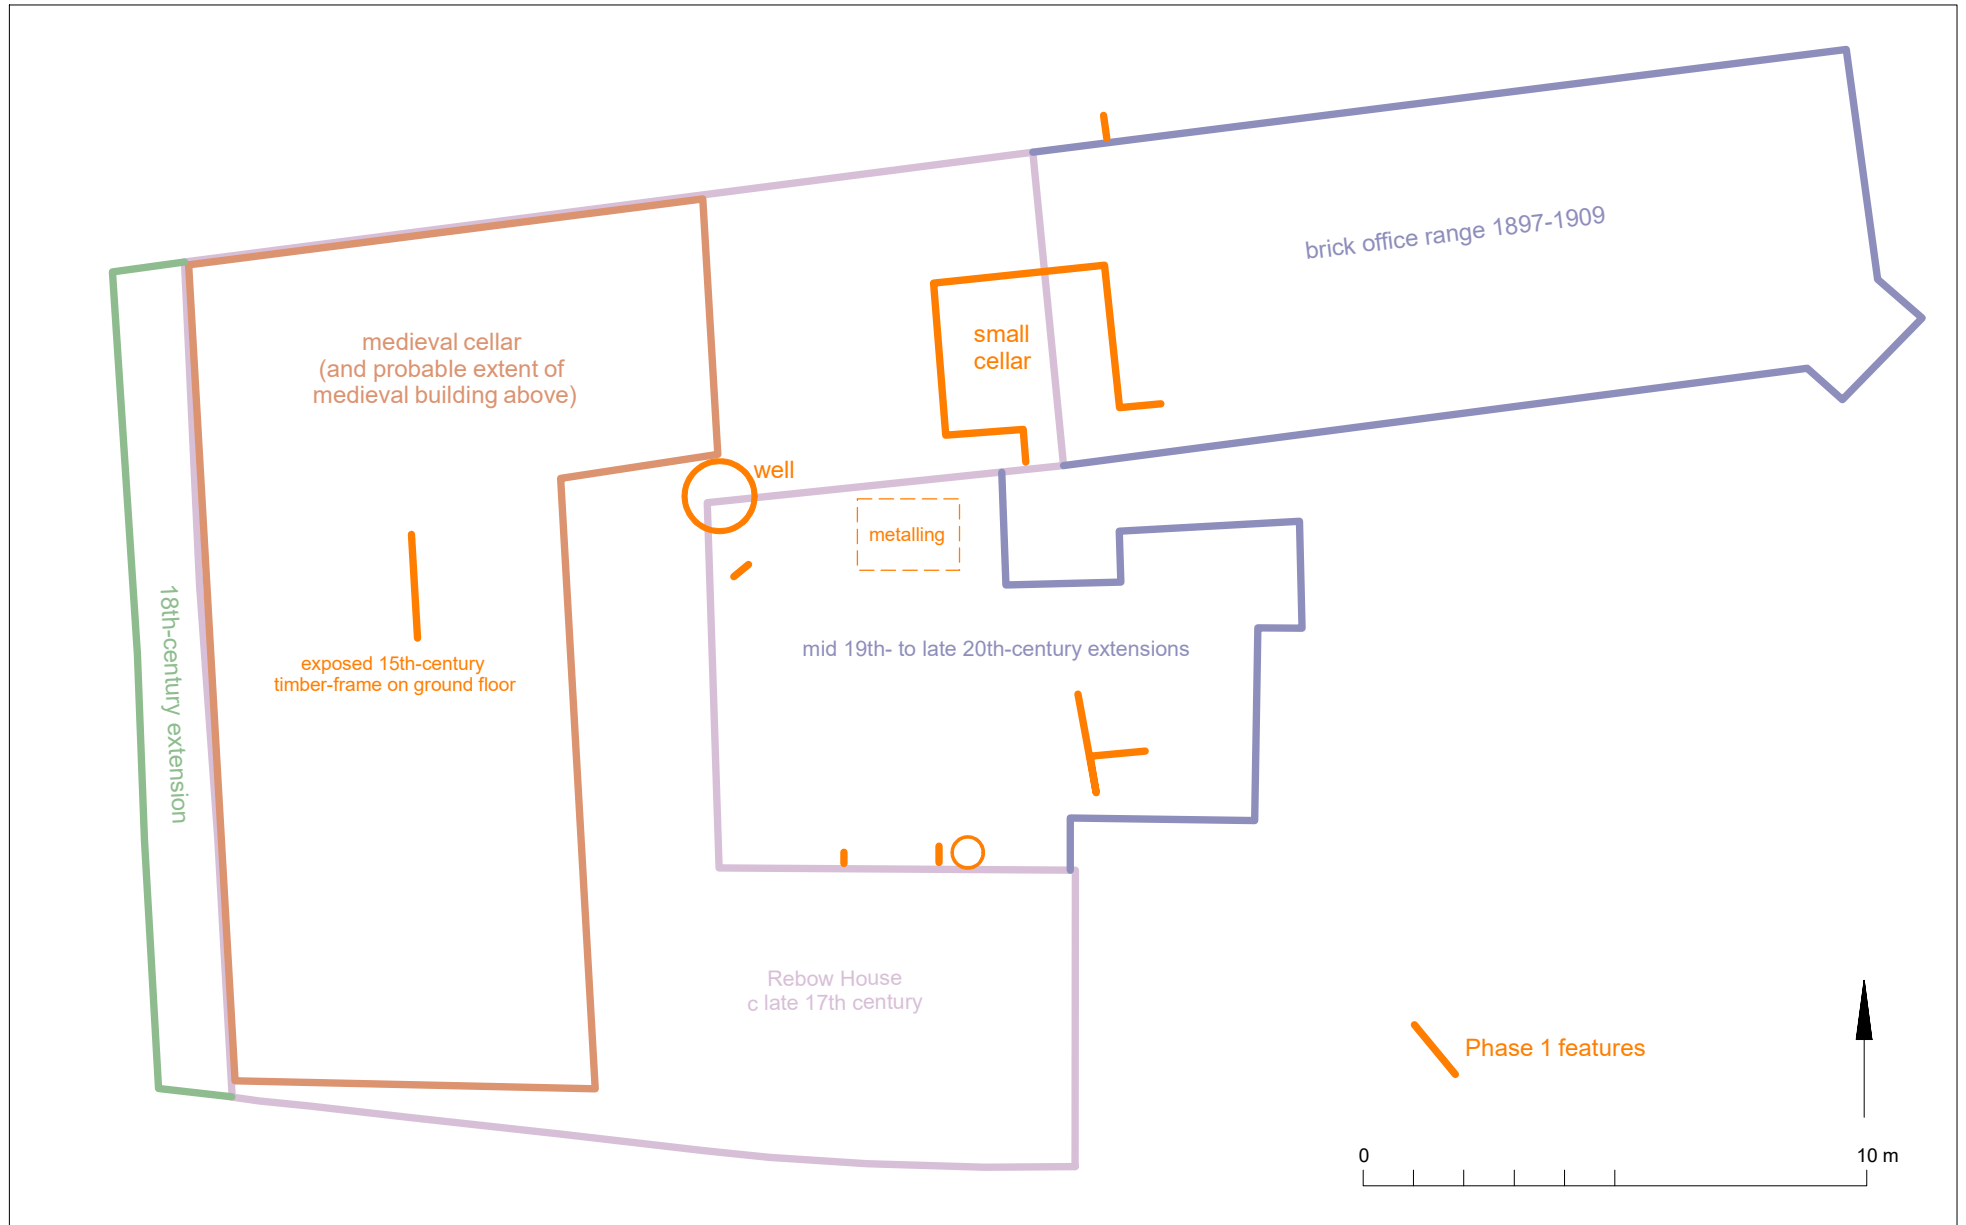 brick office range 1897-1909
medieval cellar
(and probable extent of
medieval building above)
small
cellar
well
metalling
18th-century extension
exposed 15th-century
timber-frame on ground floor
mid 19th- to late 20th-century extensions
Rebow House
c late 17th century
Phase 1 features
0
10 m